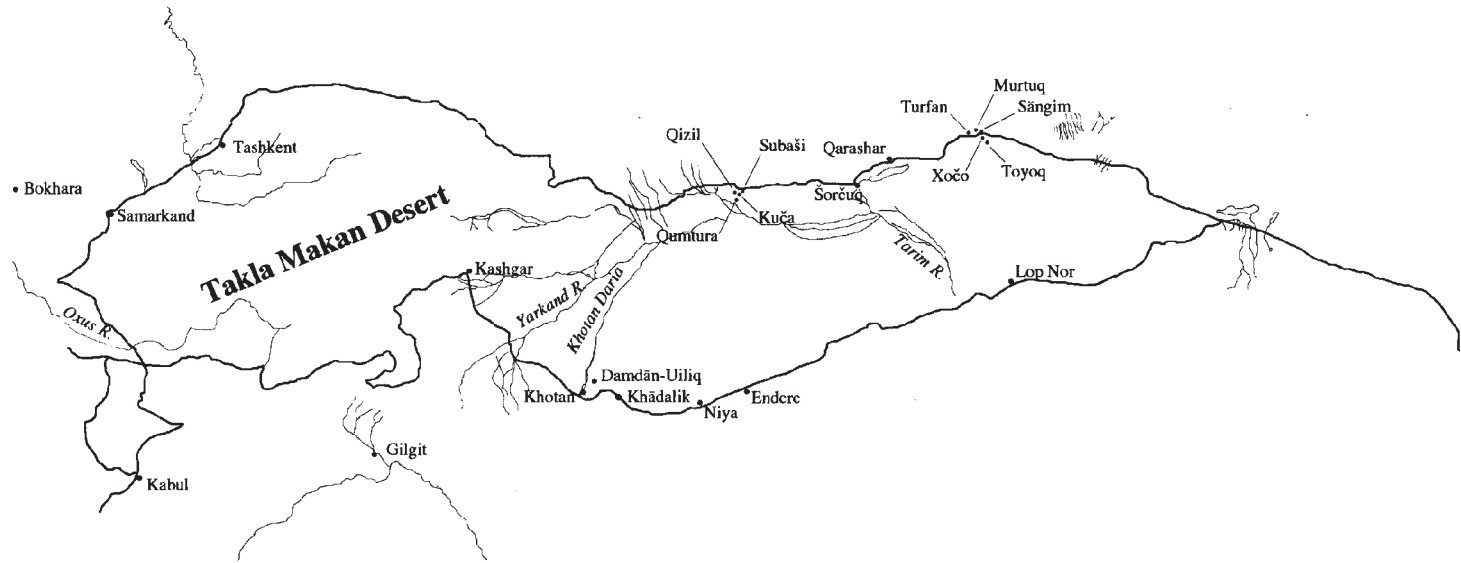 Murtuq
Turfan
Sängim
Qizil
Subaši
Qarashar
Tashkent
Xočo
Toyoq
Bokhara
Šorčuq
Samarkand
Kuča
Qumtura
Takla Makan Desert
Tarim R.
Kashgar
Lop Nor
Yarkand R.
Khotan Daria
Oxus R.
Damdān-Uiliq
Khotan
Khādalik
Endere
Niya
Gilgit
Kabul